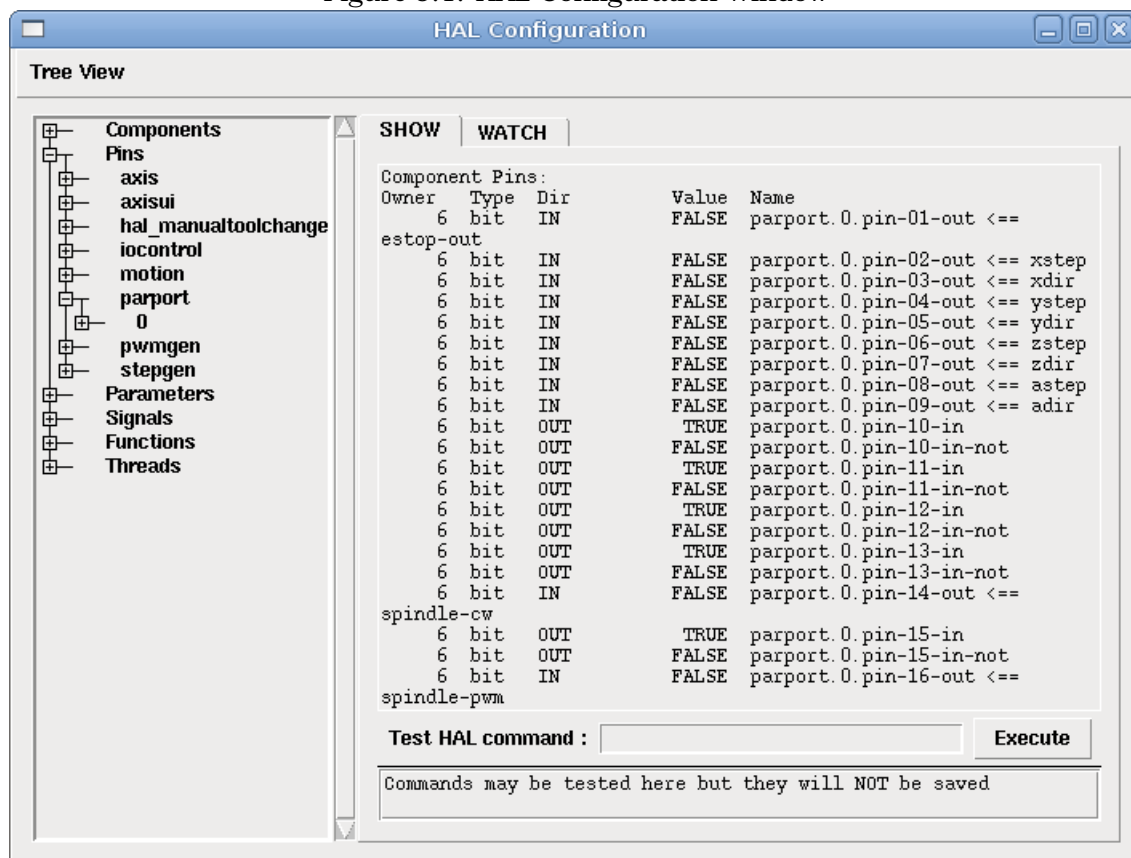 HAL Configuration
Tree View
Components
Pins
axis
axisui
hal_manualtoolchange
iocontrol
motion
parport
0
pwmgen
stepgen
Parameters
Signals
Functions
Threads
SHOW WATCH
Component Pins:
Owner Type Dir Value Name
6 bit IN FALSE parport.0.pin-01-out <==
estop-out
6 bit IN FALSE parport.0.pin-02-out <== xstep
6 bit IN FALSE parport.0.pin-03-out <== xdir
6 bit IN FALSE parport.0.pin-04-out <== ystep
6 bit IN FALSE parport.0.pin-05-out <== ydir
6 bit IN FALSE parport.0.pin-06-out <== zstep
6 bit IN FALSE parport.0.pin-07-out <== zdir
6 bit IN FALSE parport.0.pin-08-out <== astep
6 bit IN FALSE parport.0.pin-09-out <== adir
6 bit OUT TRUE parport.0.pin-10-in
6 bit OUT FALSE parport.0.pin-10-in-not
6 bit OUT TRUE parport.0.pin-11-in
6 bit OUT FALSE parport.0.pin-11-in-not
6 bit OUT TRUE parport.0.pin-12-in
6 bit OUT FALSE parport.0.pin-12-in-not
6 bit OUT TRUE parport.0.pin-13-in
6 bit OUT FALSE parport.0.pin-13-in-not
6 bit IN FALSE parport.0.pin-14-out <==
spindle-cw
6 bit OUT TRUE parport.0.pin-15-in
6 bit OUT FALSE parport.0.pin-15-in-not
6 bit IN FALSE parport.0.pin-16-out <==
spindle-pwm
Test HAL command :
Execute
Commands may be tested here but they will NOT be saved